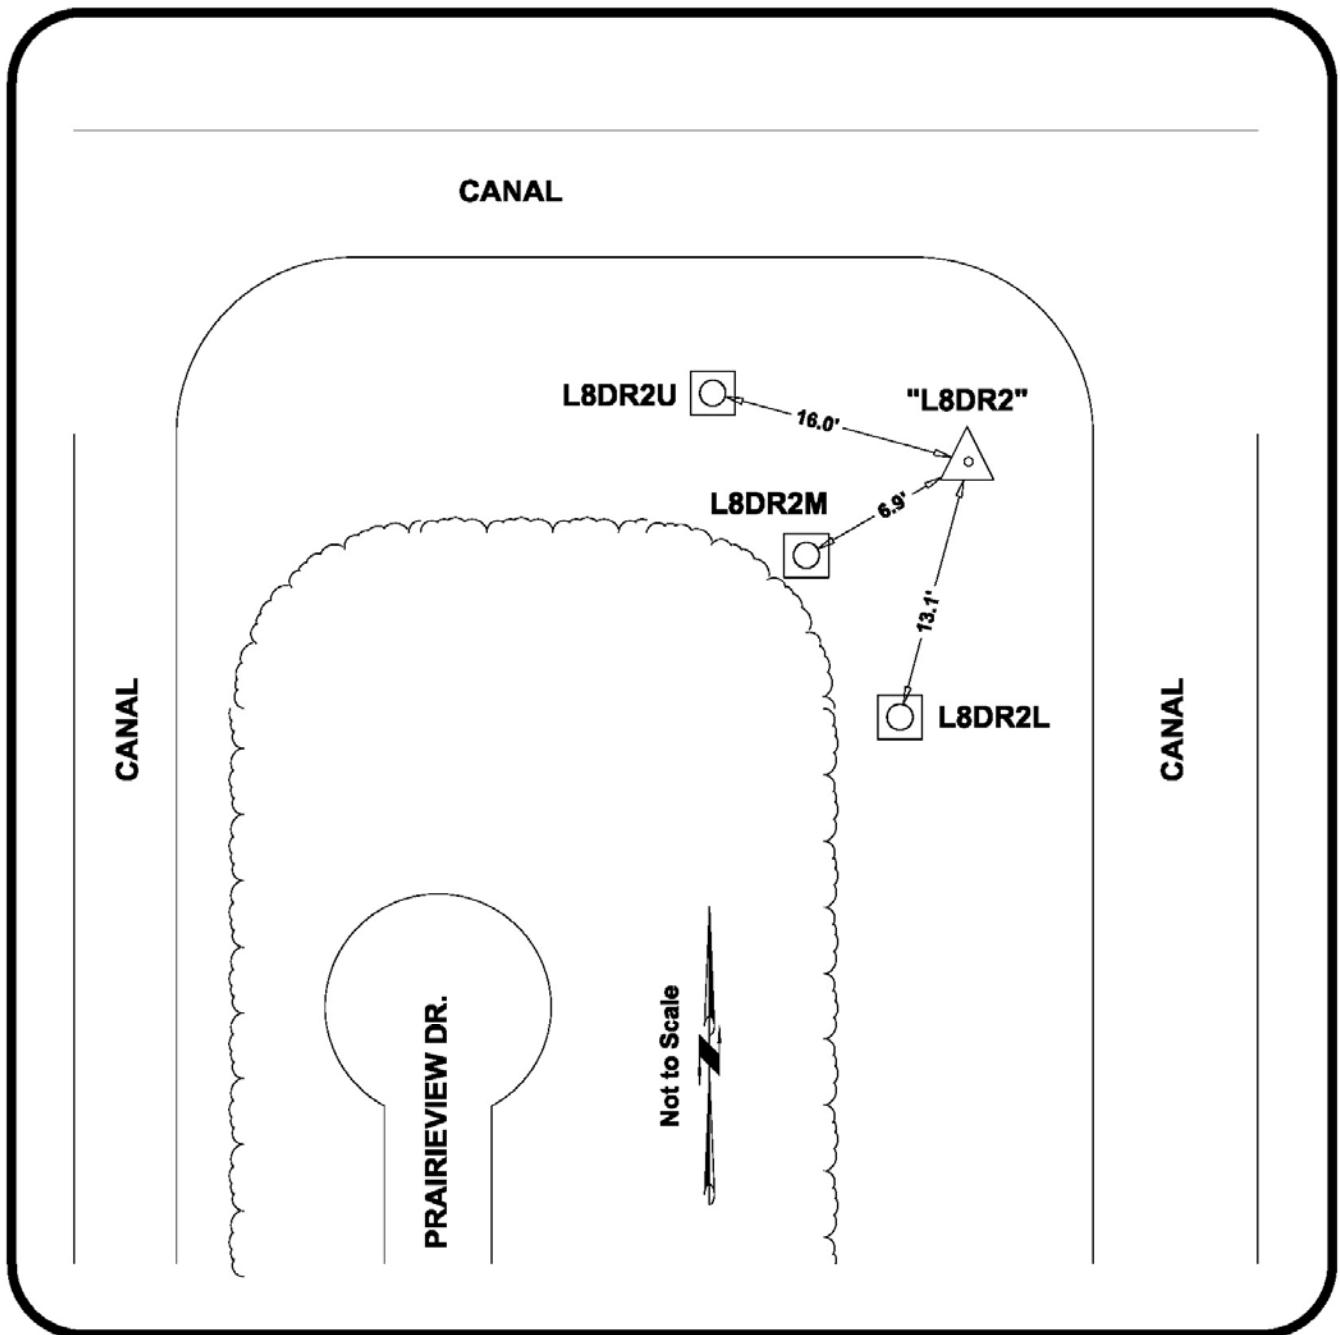 CANAL
L8DR2U
"L8DR2"
16.0'
L8DR2M
6.9'
13.1'
L8DR2L
CANAL
CANAL
PRAIRIEVIEW DR.
Not to Scale